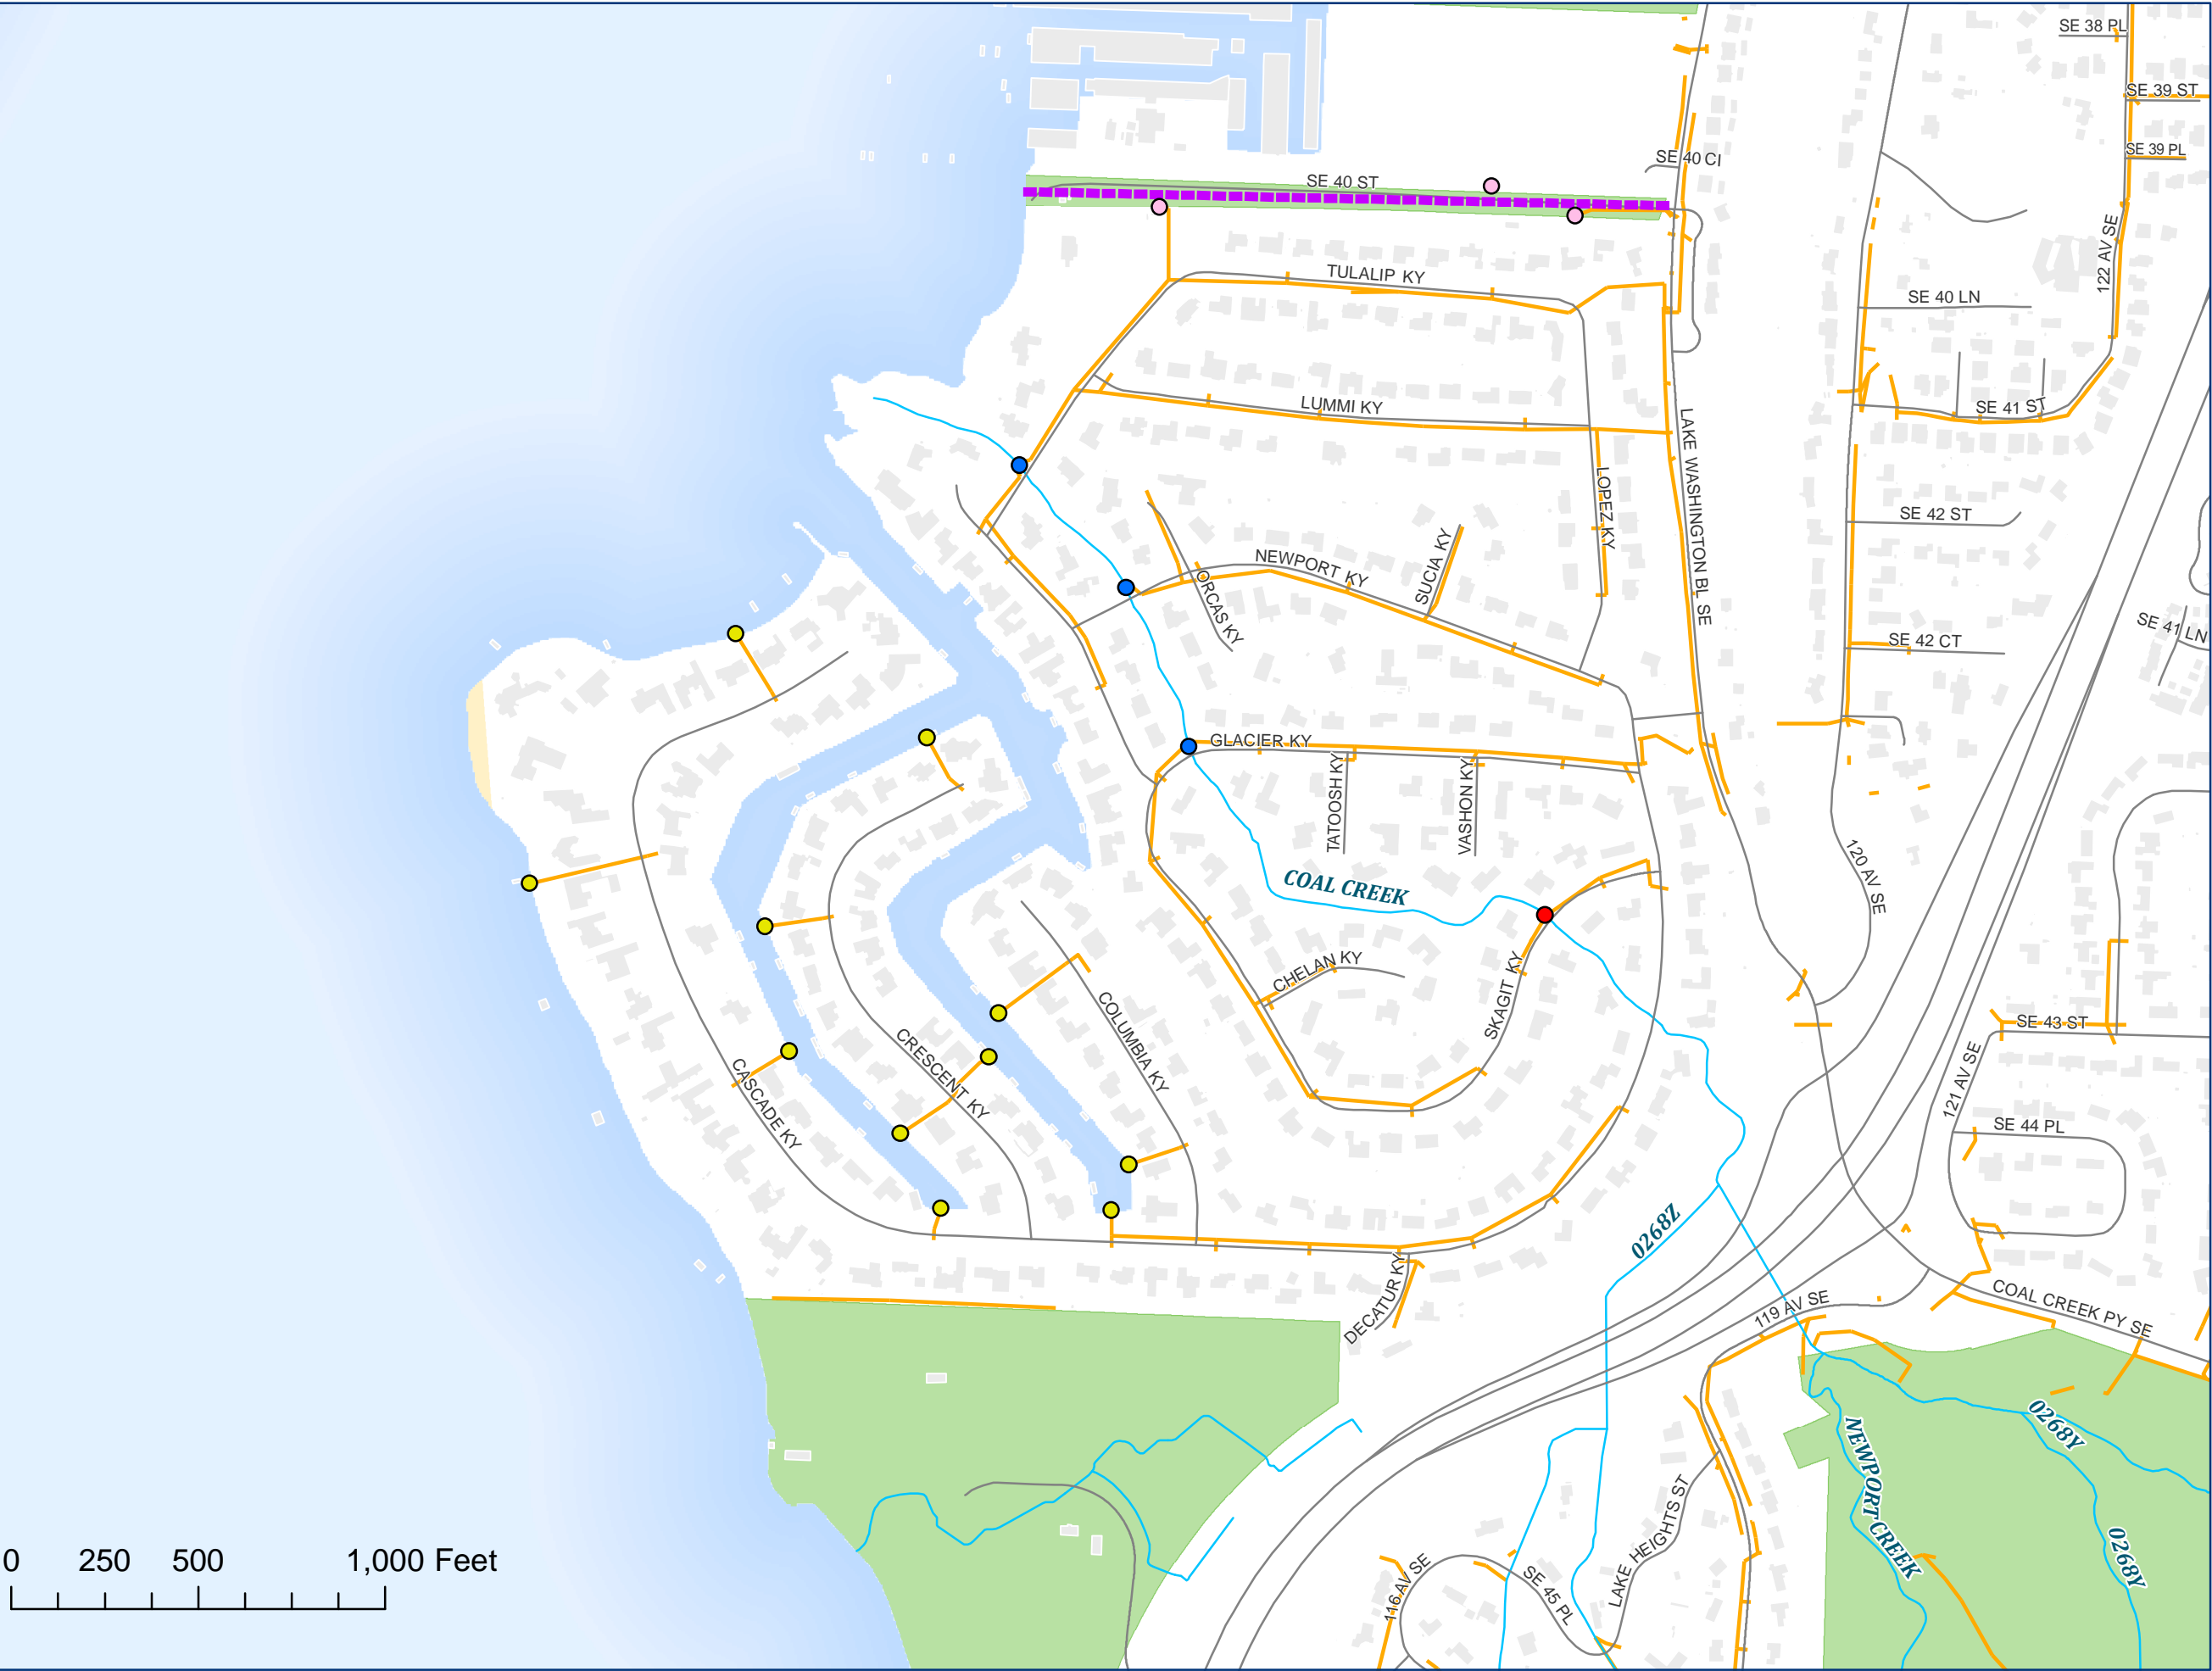 SE 38 PL
SE 39 ST
SE 39 PL
SE 40 CI
SE 40 ST
122 AV SE
TULALIP KY
SE 40 LN
LUMMI KY
SE 41 ST
LAKE WASHINGTON BL SE
LOPEZ KY
SE 42 ST
NEWPORT KY
SUCIA KY
ORCAS KY
SE 41 LN
SE 42 CT
GLACIER KY
TATOOSH KY
VASHON KY
120 AV SE
COAL CREEK
CHELAN KY
SKAGIT KY
COLUMBIA KY
CRESCENT KY
CASCADE KY
SE 43 ST
121 AV SE
SE 44 PL
0268Z
DECATUR KY
119 AV SE
COAL CREEK PY SE
0268Y
NEWPORT CREEK
0268Y
LAKE HEIGHTS ST
116 AV SE
SE 45 PL
0 250 500 1,000 Feet